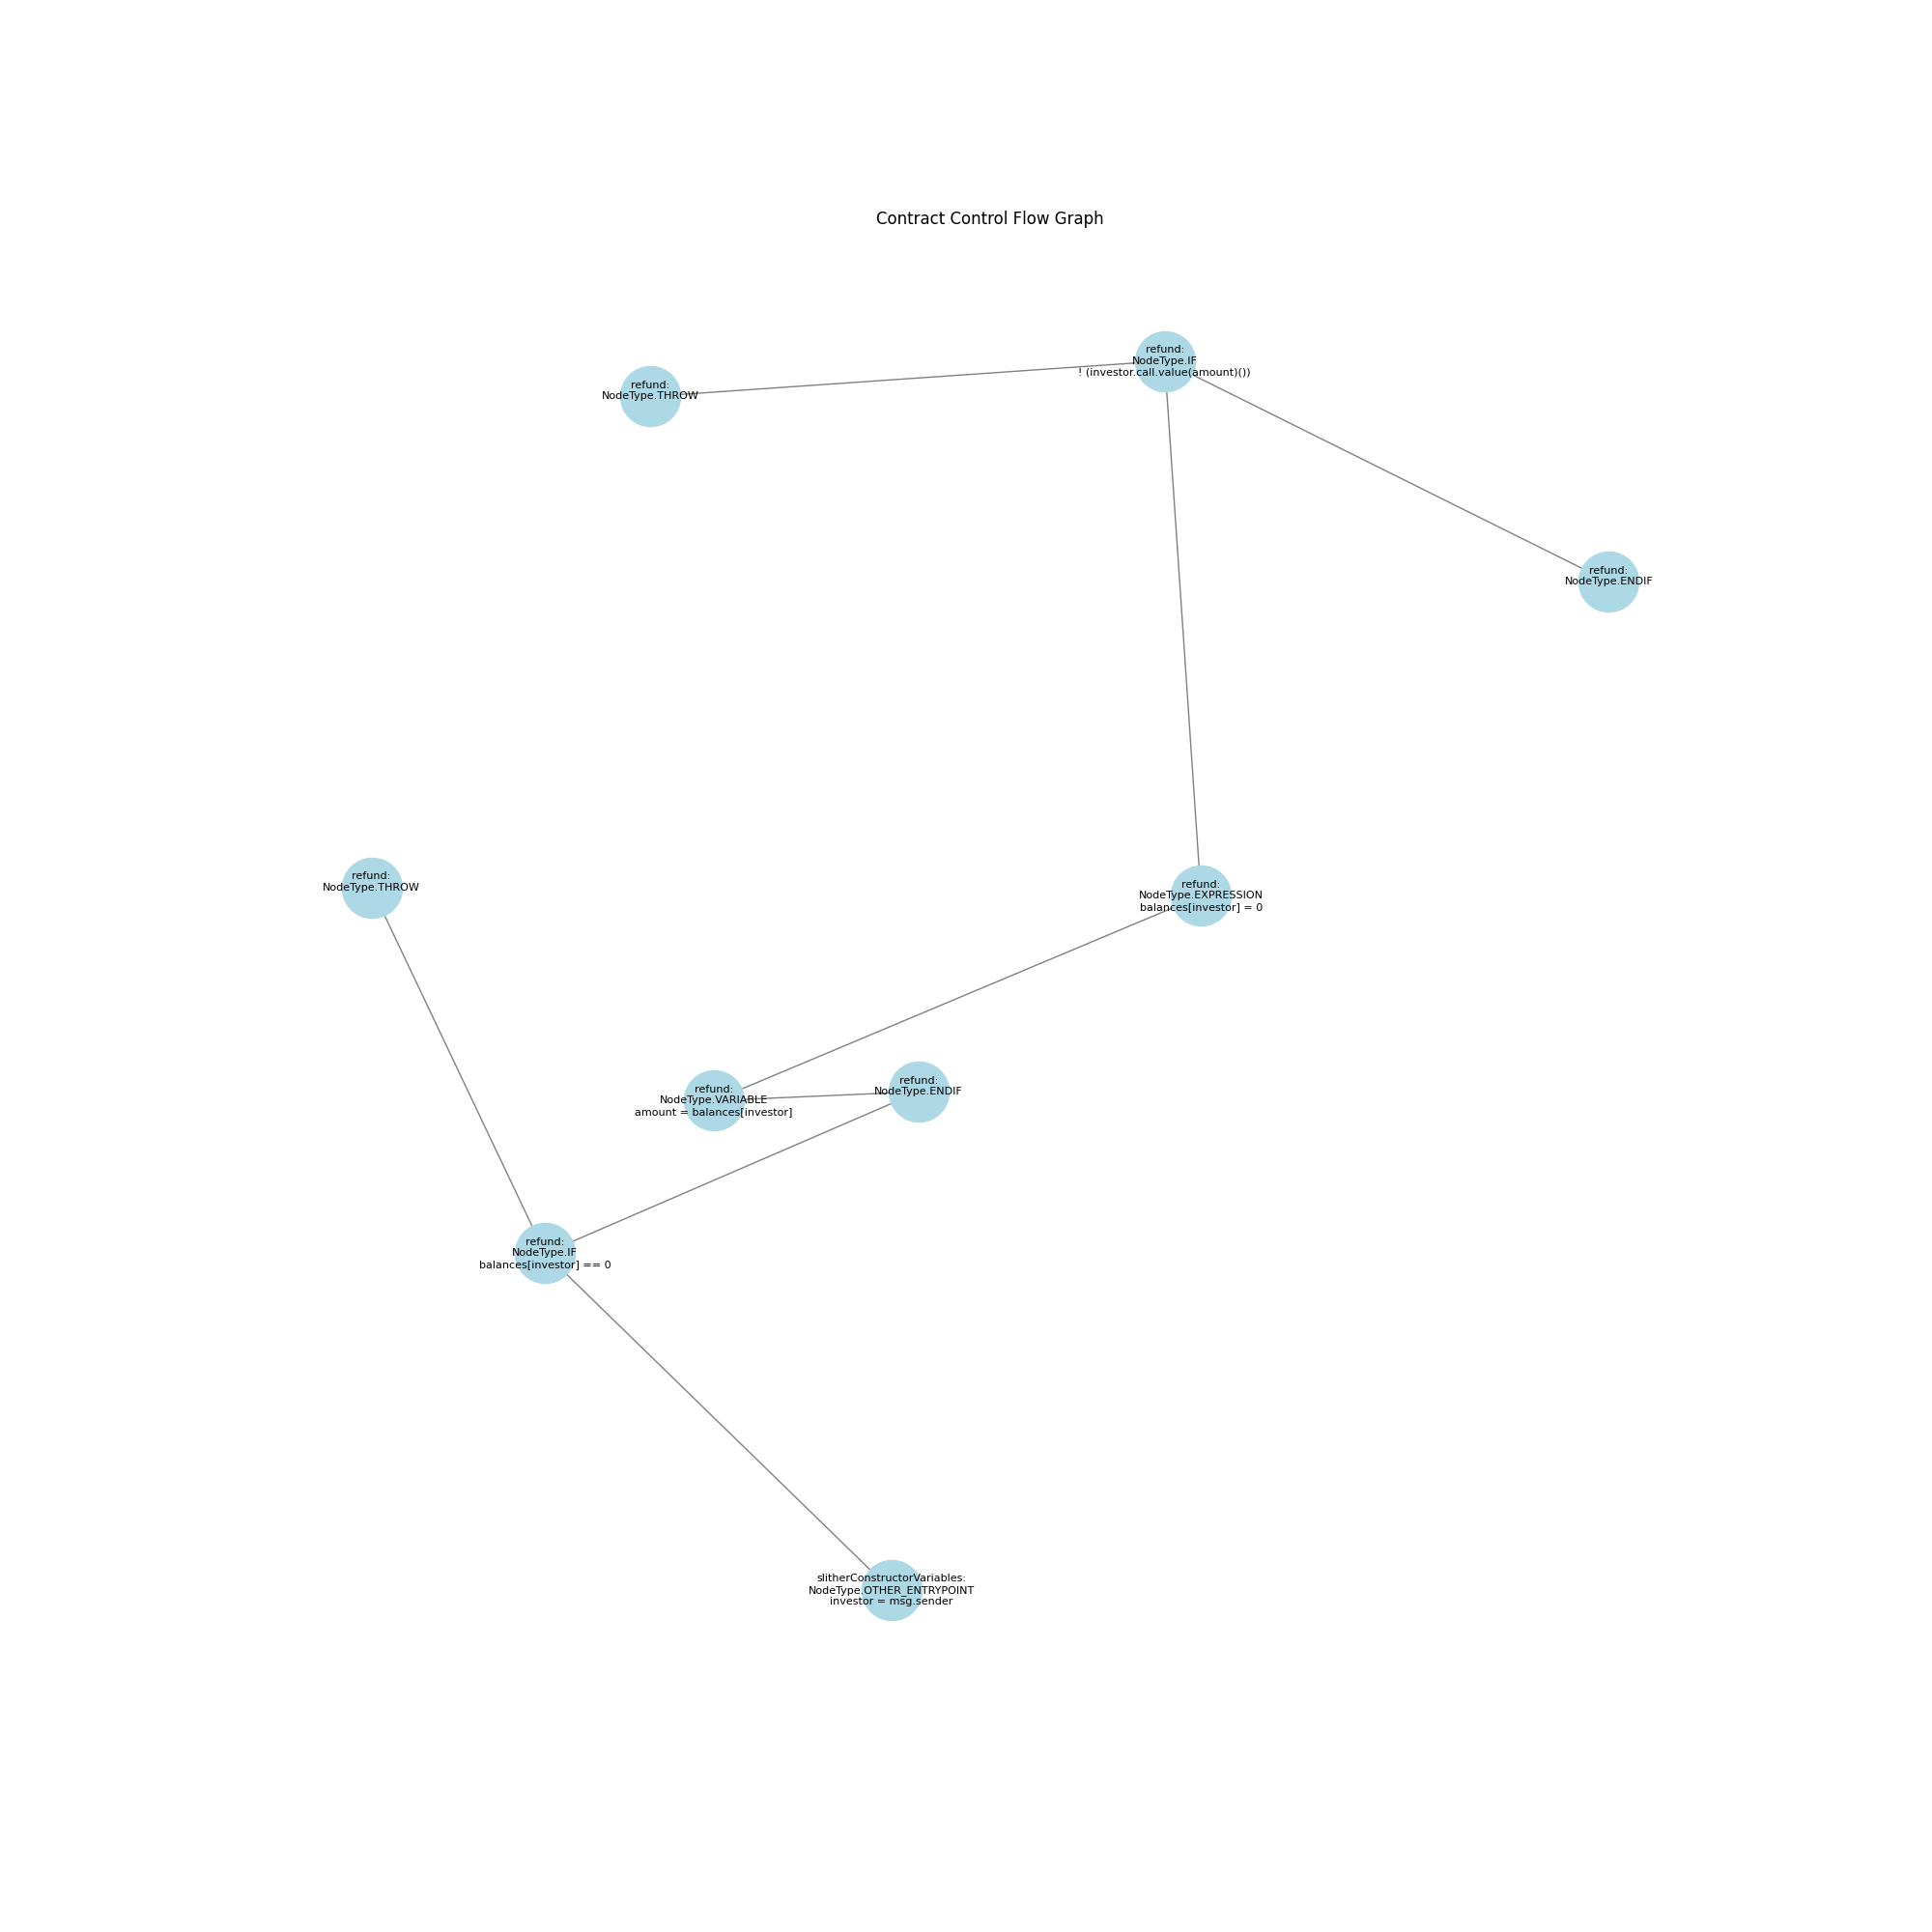 Contract Control Flow Graph
refund:
NodeType.IF
! (investor.call.value(amount)())
refund:
NodeType.THROW
refund:
NodeType.ENDIF
refund:
NodeType.THROW
refund:
NodeType.EXPRESSION
balances[investor] = 0
refund:
NodeType.ENDIF
refund:
NodeType.VARIABLE
amount = balances[investor]
refund:
NodeType.IF
balances[investor] == 0
slitherConstructorVariables:
NodeType.OTHER_ENTRYPOINT
investor = msg.sender